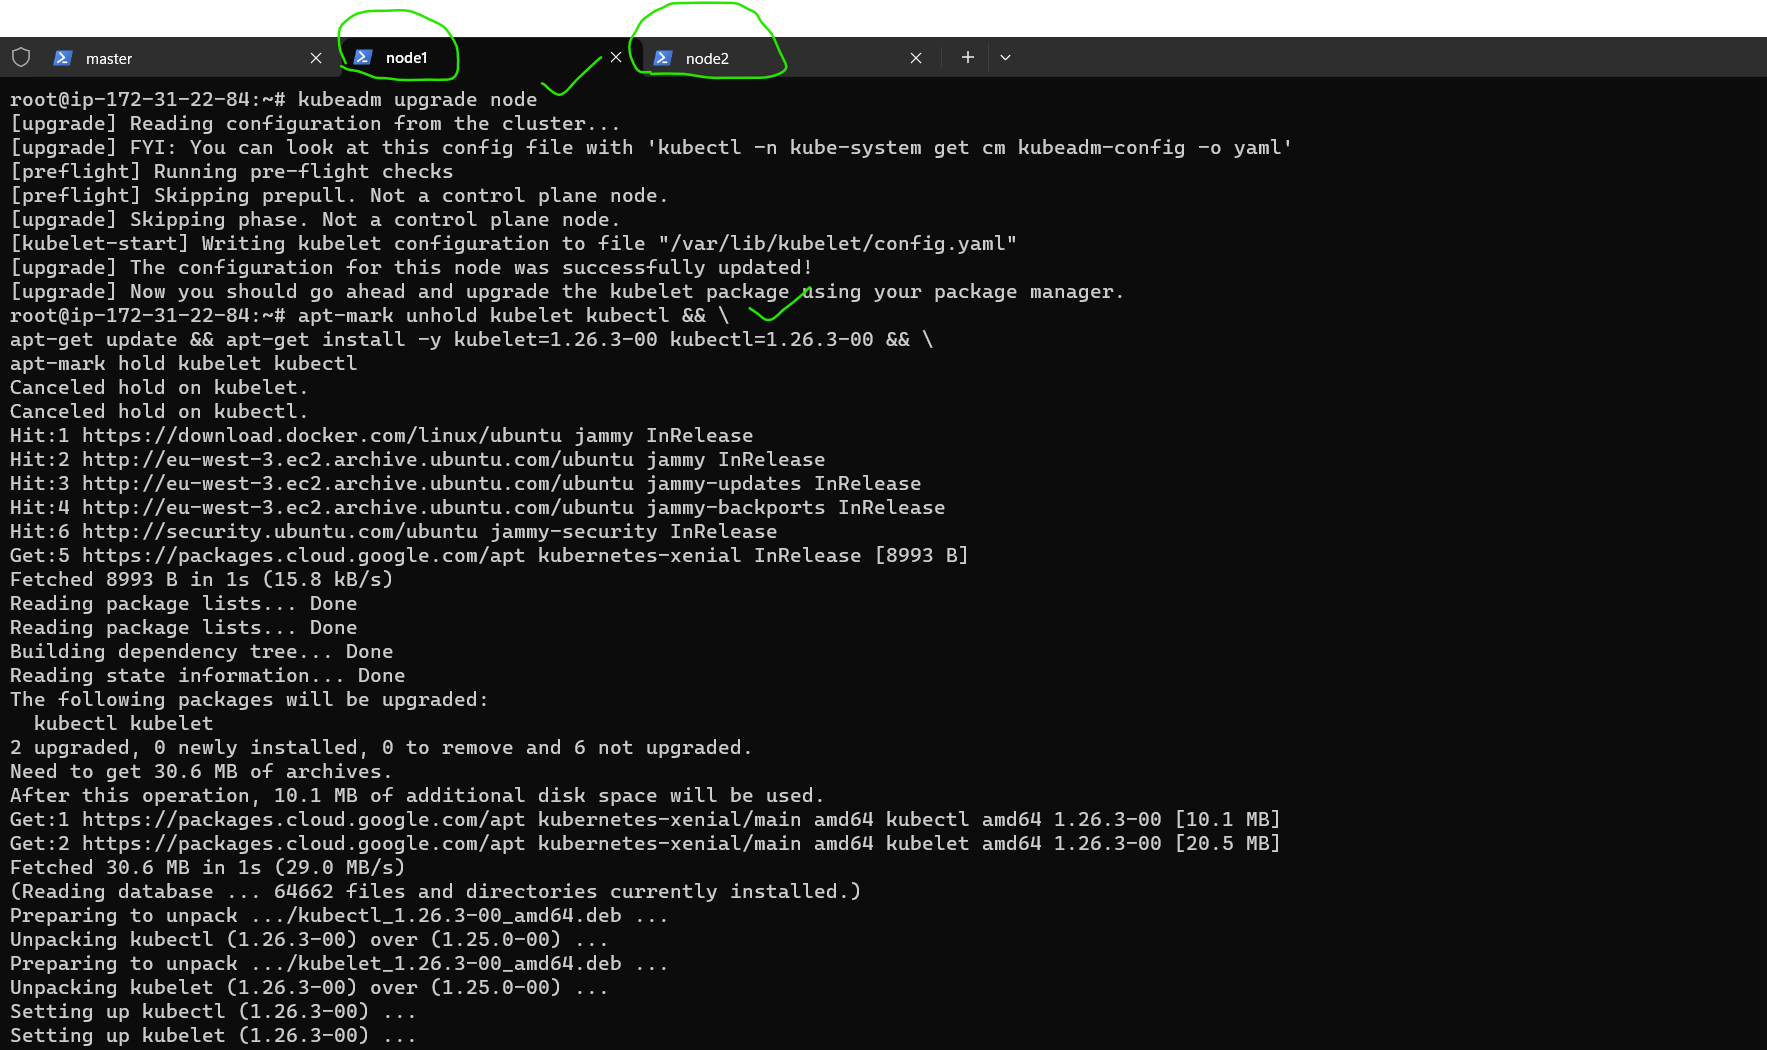 master
node1
node2
root@ip-172-31-22-84:~# kubeadm upgrade node
[upgrade] Reading configuration from the cluster...
[upgrade] FYI: You can look at this config file with 'kubectl -n kube-system get cm kubeadm-config -o yaml'
[preflight] Running pre-flight checks
[preflight] Skipping prepull. Not a control plane node.
[upgrade] Skipping phase. Not a control plane node.
[kubelet-start] Writing kubelet configuration to file "/var/lib/kubelet/config.yaml"
[upgrade] The configuration for this node was successfully updated!
[upgrade] Now you should go ahead and upgrade the kubelet package using your package manager.
root@ip-172-31-22-84:~# apt-mark unhold kubelet kubectl && \
apt-get update && apt-get install -y kubelet=1.26.3-00 kubectl=1.26.3-00 && \
apt-mark hold kubelet kubectl
Canceled hold on kubelet.
Canceled hold on kubectl.
Hit:1 https://download.docker.com/linux/ubuntu jammy InRelease
Hit:2 http://eu-west-3.ec2.archive.ubuntu.com/ubuntu jammy InRelease
Hit:3 http://eu-west-3.ec2.archive.ubuntu.com/ubuntu jammy-updates InRelease
Hit:4 http://eu-west-3.ec2.archive.ubuntu.com/ubuntu jammy-backports InRelease
Hit:6 http://security.ubuntu.com/ubuntu jammy-security InRelease
Get:5 https://packages.cloud.google.com/apt kubernetes-xenial InRelease [8993 B]
Fetched 8993 B in 1s (15.8 kB/s)
Reading package lists... Done
Reading package lists... Done
Building dependency tree... Done
Reading state information... Done
The following packages will be upgraded:
  kubectl kubelet
2 upgraded, 0 newly installed, 0 to remove and 6 not upgraded.
Need to get 30.6 MB of archives.
After this operation, 10.1 MB of additional disk space will be used.
Get:1 https://packages.cloud.google.com/apt kubernetes-xenial/main amd64 kubectl amd64 1.26.3-00 [10.1 MB]
Get:2 https://packages.cloud.google.com/apt kubernetes-xenial/main amd64 kubelet amd64 1.26.3-00 [20.5 MB]
Fetched 30.6 MB in 1s (29.0 MB/s)
(Reading database ... 64662 files and directories currently installed.)
Preparing to unpack .../kubectl_1.26.3-00_amd64.deb ...
Unpacking kubectl (1.26.3-00) over (1.25.0-00) ...
Preparing to unpack .../kubelet_1.26.3-00_amd64.deb ...
Unpacking kubelet (1.26.3-00) over (1.25.0-00) ...
Setting up kubectl (1.26.3-00) ...
Setting up kubelet (1.26.3-00) ...